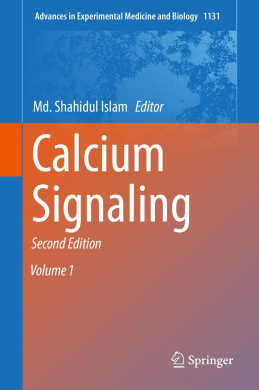 Advances in Experimental Medicine and Biology 1131
Md. Shahidul Islam Editor
Calcium
Signaling
Second Edition
Volume 1
Springer